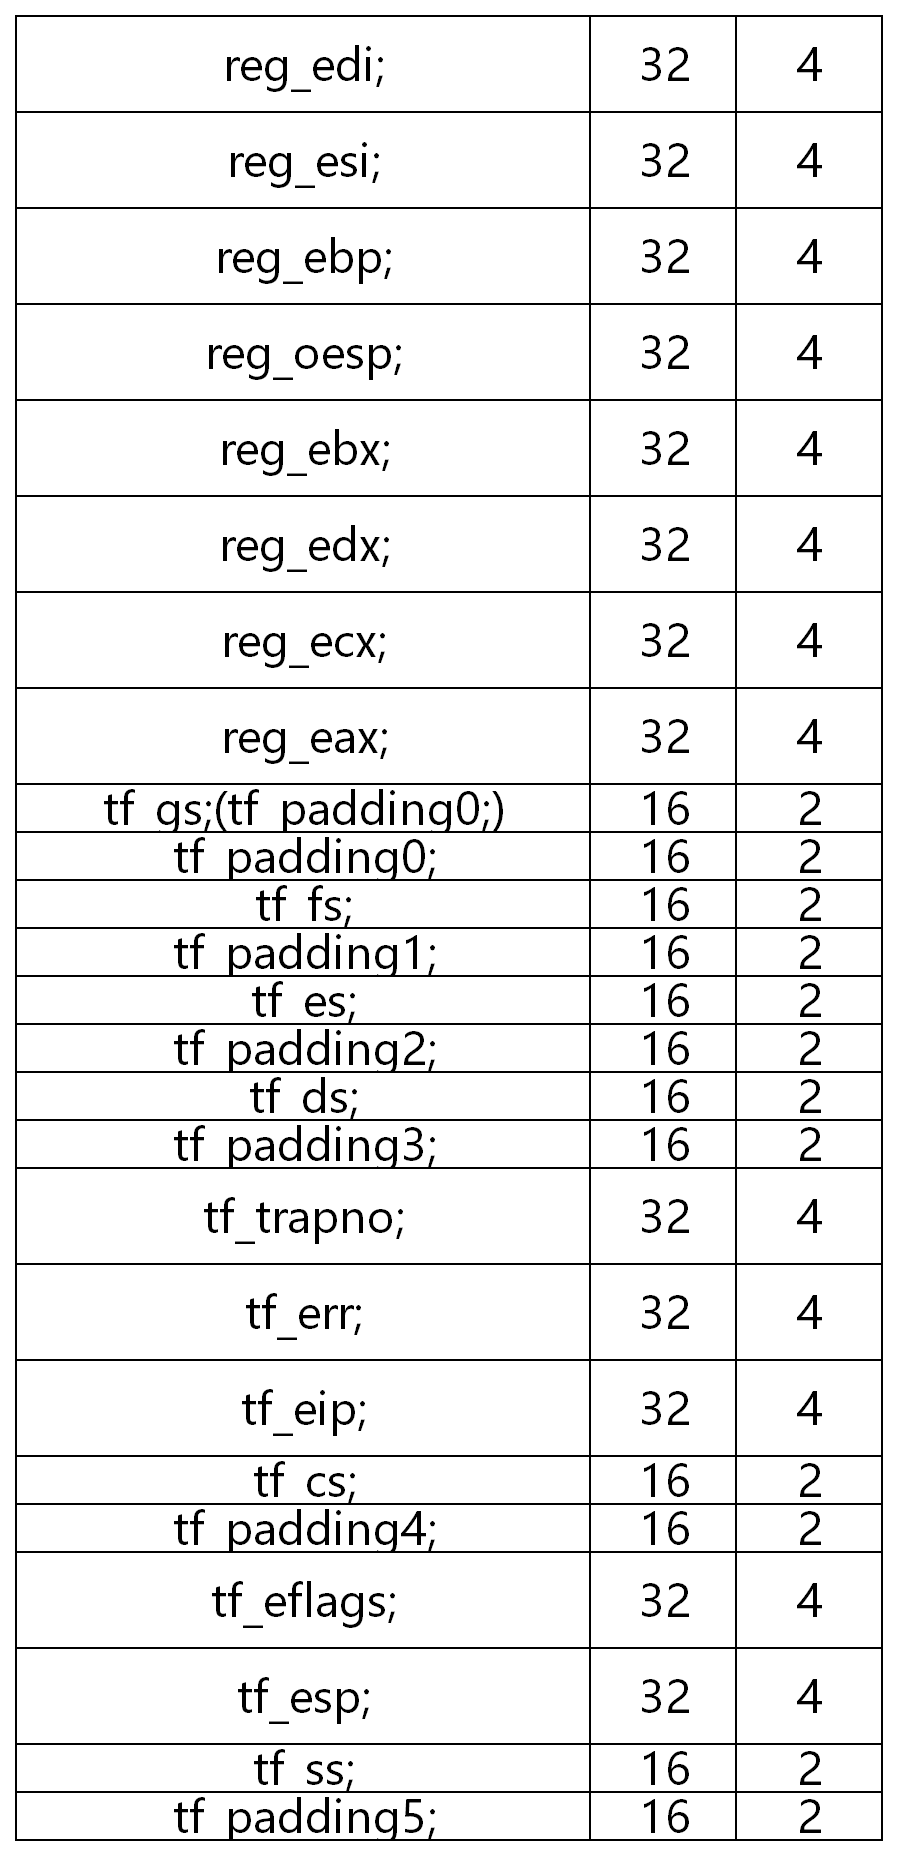 reg_edi; 32 4
reg_esi; 32 4
reg_ebp; 32 4
reg_oesp; 32 4
reg_ebx; 32 4
reg_edx; 32 4
reg_ecx; 32 4
reg_eax; 32 4
tf_gs;(tf_padding0;) 16 2
tf_padding0; 16 2
tf_fs; 16 2
tf_padding1; 16 2
tf_es; 16 2
tf_padding2; 16 2
tf_ds; 16 2
tf_padding3; 16 2
tf_trapno; 32 4
tf_err; 32 4
tf_eip; 32 4
tf_cs; 16 2
tf_padding4; 16 2
tf_eflags; 32 4
tf_esp; 32 4
tf_ss; 16 2
tf_padding5; 16 2